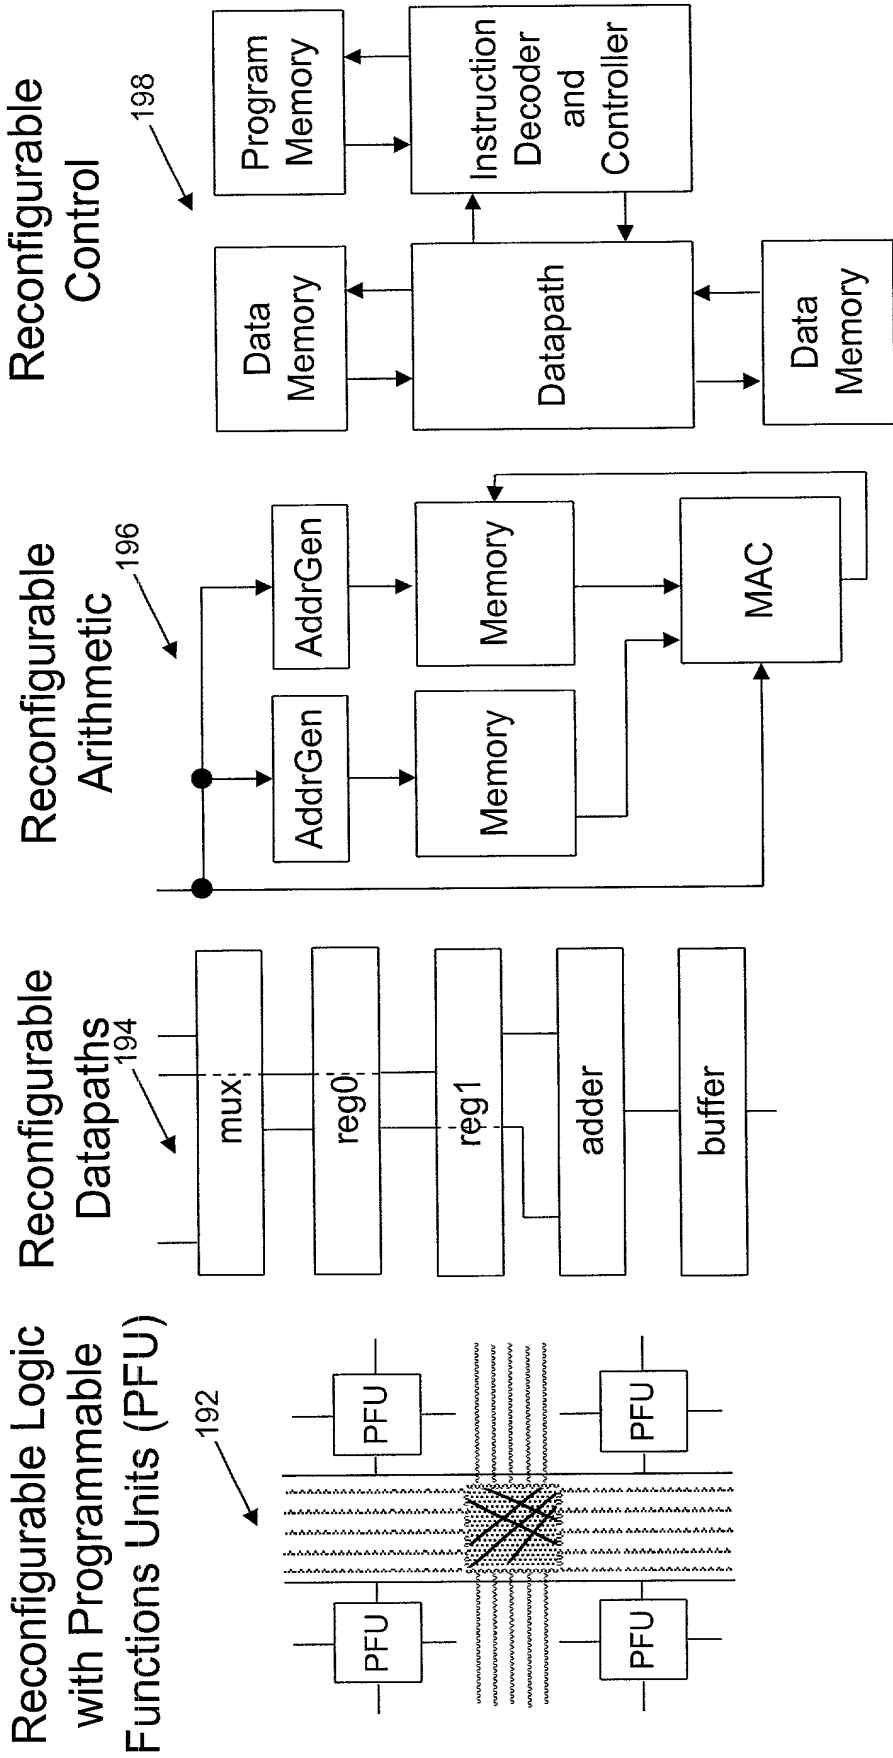 Reconfigurable Logic
with Programmable
Functions Units (PFU)
192
PFU
PFU
PFU
PFU
Reconfigurable
Datapaths
194
mux
reg0
reg1
adder
buffer
Reconfigurable
Arithmetic
196
AddrGen
AddrGen
Memory
Memory
MAC
Reconfigurable
Control
198
Data
Memory
Program
Memory
Datapath
Instruction
Decoder
and
Controller
Data
Memory